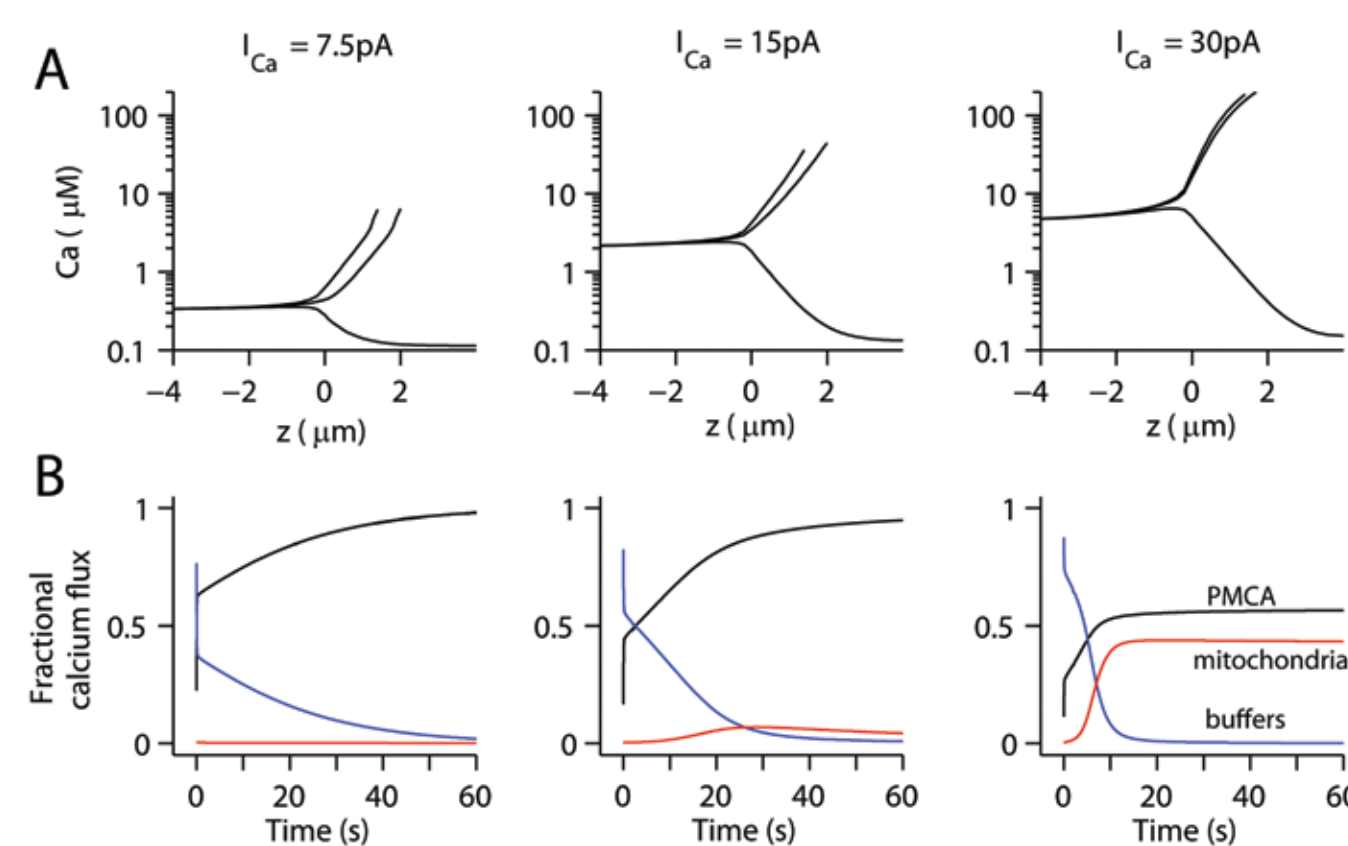 A
I Ca = 7.5pA
I Ca = 15pA
I Ca = 30pA
Ca ( μM)
100
10
1
0.1
−4 −2 0 2
z ( μm)
100
10
1
0.1
−4 −2 0 2
z ( μm)
100
10
1
0.1
−4 −2 0 2
z ( μm)
B
Fractional
calcium flux
1
0.5
0
0 20 40 60
Time (s)
1
0.5
0
0 20 40 60
Time (s)
1
0.5
0
PMCA
mitochondria
buffers
0 20 40 60
Time (s)